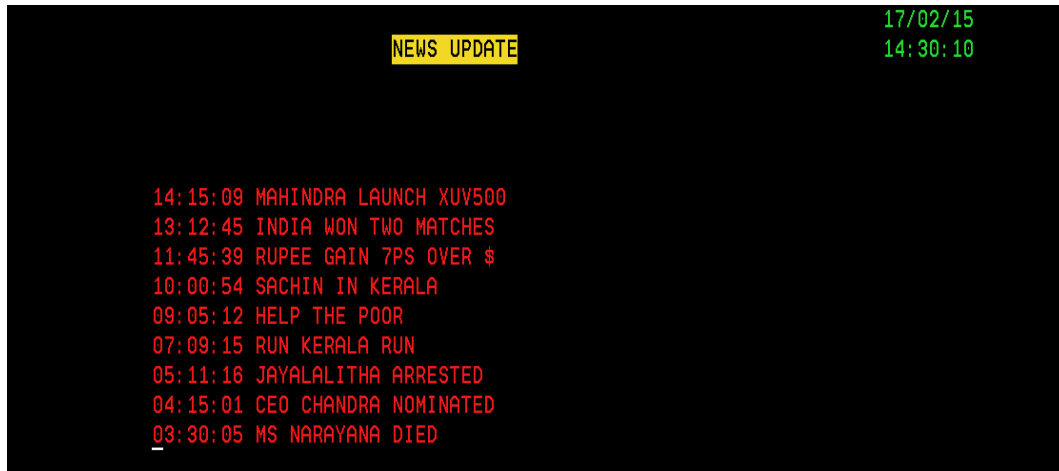 17/02/15
NEWS UPDATE 14:30:10
14:15:09 MAHINDRA LAUNCH XUV500
13:12:45 INDIA WON TWO MATCHES
11:45:39 RUPEE GAIN 7PS OVER $
10:00:54 SACHIN IN KERALA
09:05:12 HELP THE POOR
07:09:15 RUN KERALA RUN
05:11:16 JAYALALITHA ARRESTED
04:15:01 CEO CHANDRA NOMINATED
03:30:05 MS NARAYANA DIED